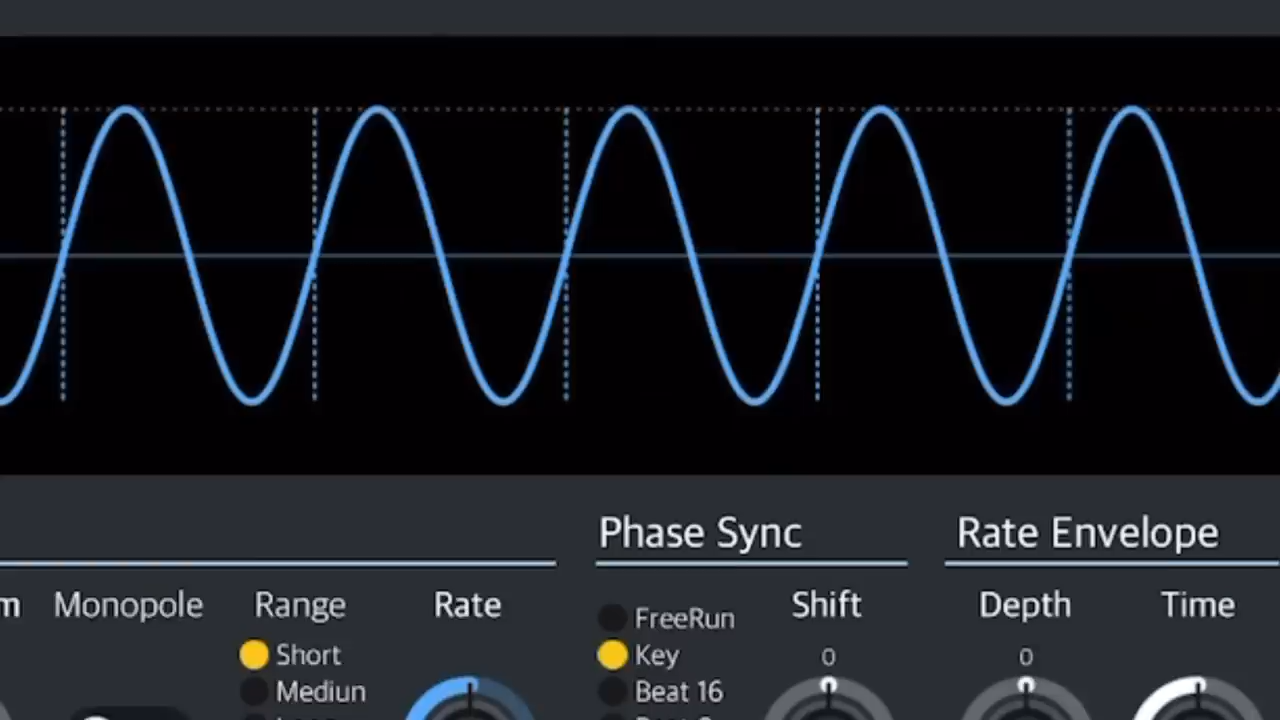 Phase Sync
Rate Envelope
m
Monopole
Range
Rate
Shift
Depth
Time
FreeRun
Short
Key
0
0
Mediun
Beat 16